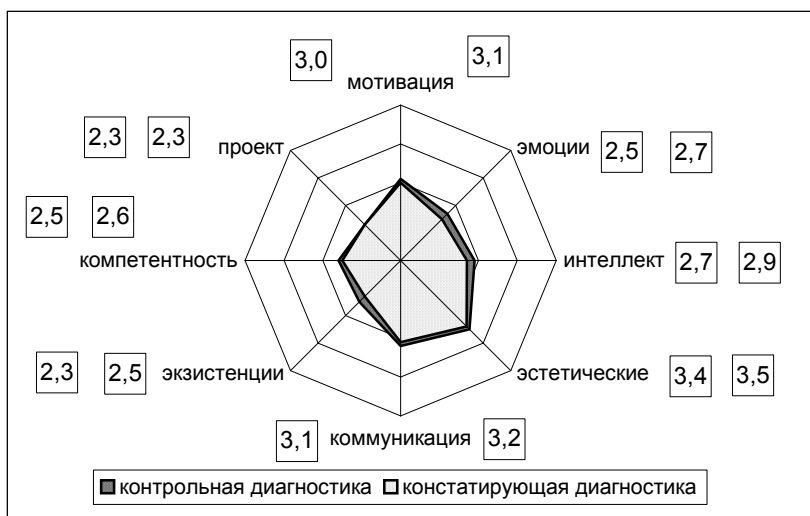 3,0 3,1
мотивация
2,3 2,3 проект эмоции 2,5 2,7
2,5 2,6
компетентность интеллект 2,7 2,9
2,3 2,5 экзистенции эстетические 3,4 3,5
3,1 коммуникация 3,2
контрольная диагностика констатирующая диагностика